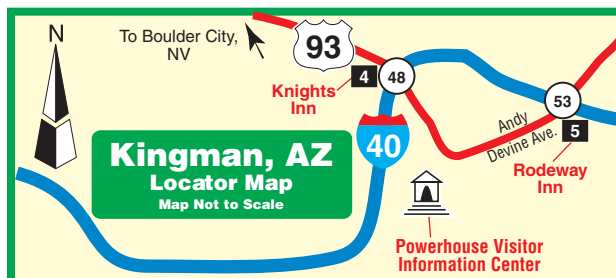 N
To Boulder City,
NV
93
4
48
Knights
Inn
53
Andy
Devine Ave.
5
Rodeway
Inn
Kingman, AZ
Locator Map
Map Not to Scale
40
Powerhouse Visitor
Information Center